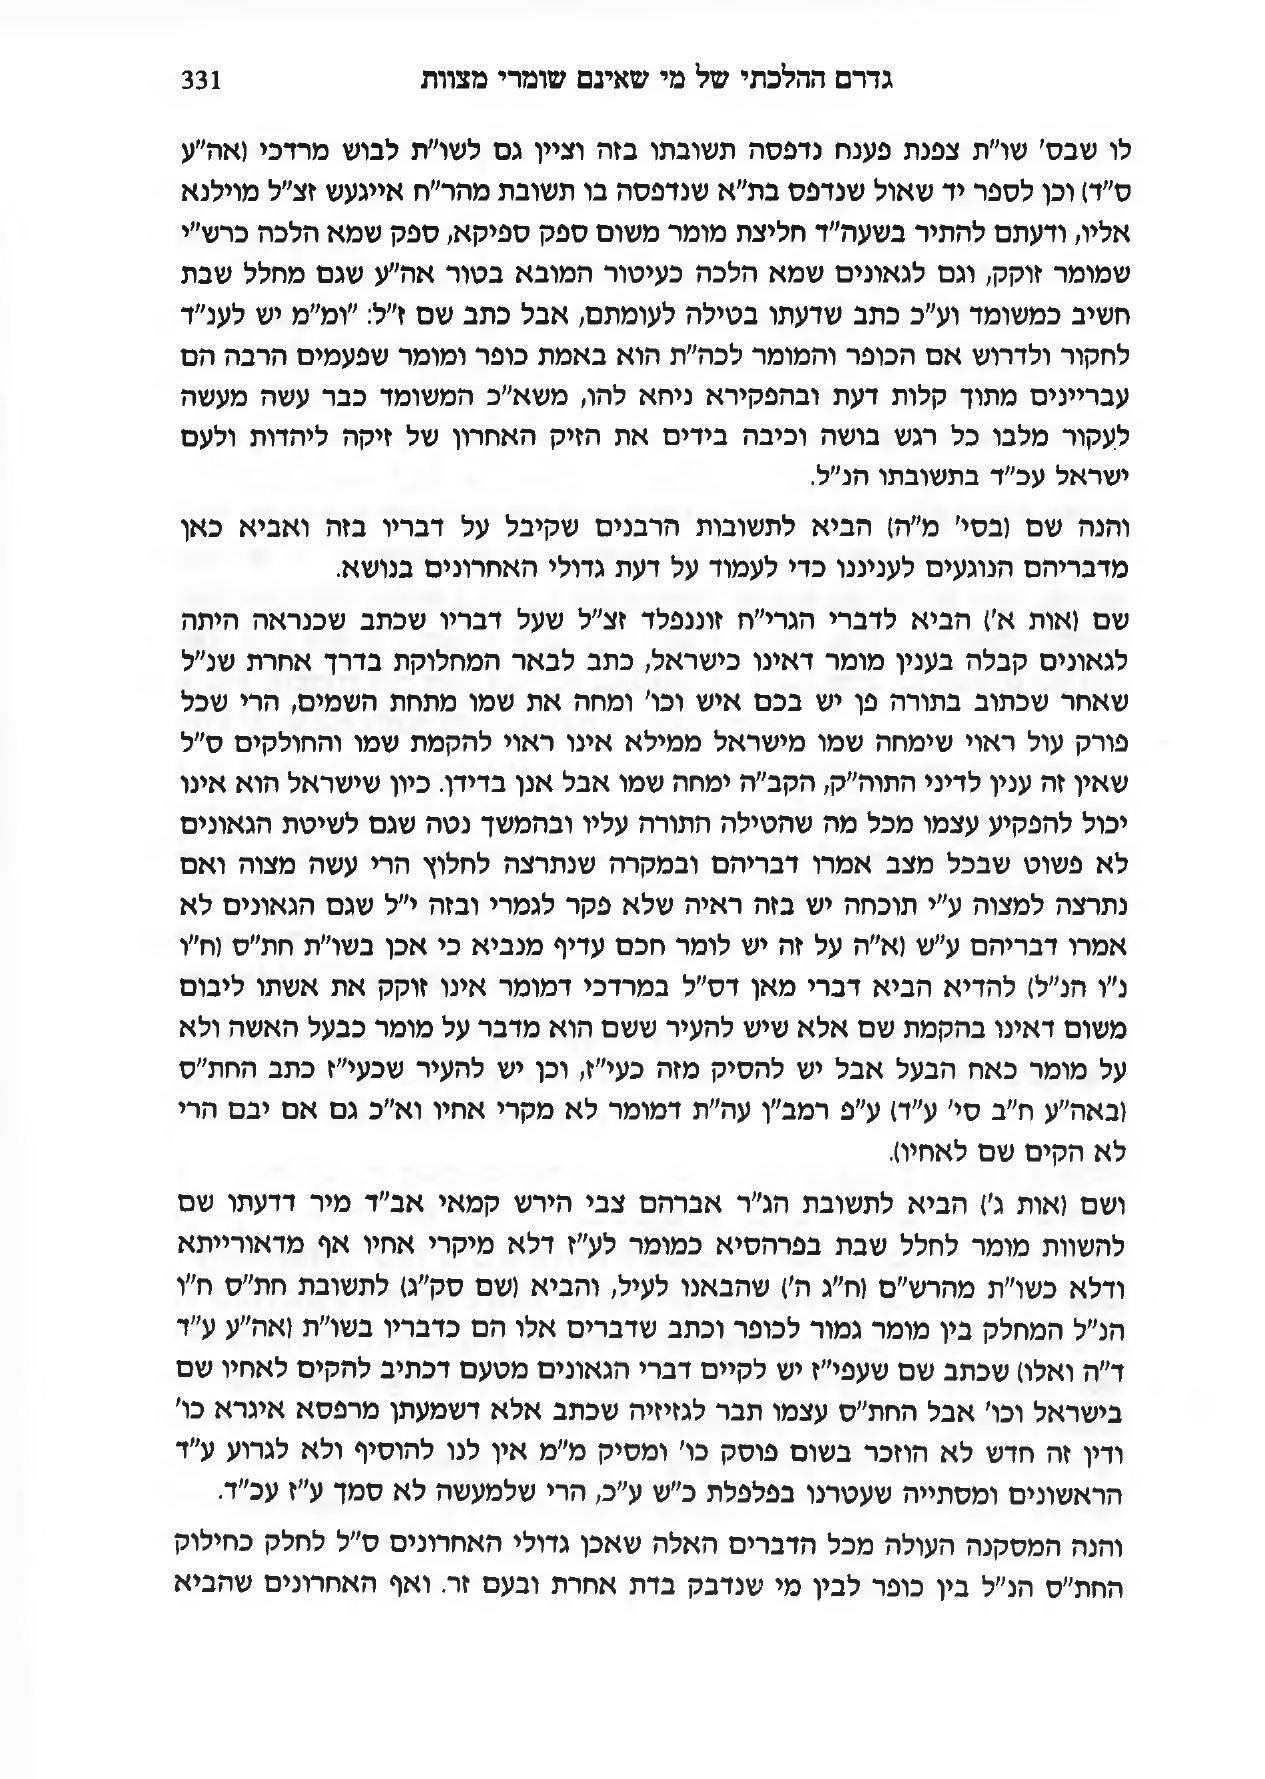 גדרם ההלכתי של מי שאינם שומרי מצוות 331
לו שבס' שו"ת צפנת פענח נדפסה תשובתו בזה וציין גם לשו"ת לבוש מרדכי (אה"ע
ס"ד) וכן לספר יד שאול שנדפס בת"א שנדפסה בו תשובת מהר"ח אייגעש זצ"ל מוילנא
אליו, ודעתם להתיר בשעה"ד חליצת מומר משום ספק ספיקא, ספק שמא הלכה כרש"י
שמומר זוקק, וגם לגאונים שמא הלכה כעיטור המובא בטור אה"ע שגם מחלל שבת
חשיב כמשומד וע"כ כתב שדעתו בטילה לעומתם, אבל כתב שם ז"ל: "ומ"מ יש לענ"ד
לחקור ולדרוש אם הכופר והמומר לכה"ת הוא באמת כופר ומומר שפעמים הרבה הם
עבריינים מתוך קלות דעת ובהפקירא ניחא להו, משא"כ המשומד כבר עשה מעשה
לעקור מלבו כל רגש בושה וכיבה בידים את הזיק האחרון של זיקה ליהדות ולעם
ישראל עכ"ד בתשובתו הנ"ל.
והנה שם (בסי' מ"ה) הביא לתשובות הרבנים שקיבל על דבריו בזה ואביא כאן
מדבריהם הנוגעים לעניננו כדי לעמוד על דעת גדולי האחרונים בנושא.
שם (אות א') הביא לדברי הגרי"ח זוננפלד זצ"ל שעל דבריו שכתב שכנראה היתה
לגאונים קבלה בענין מומר דאינו כישראל, כתב לבאר המחלוקת בדרך אחרת שנ"ל
שאחר שכתוב בתורה פן יש בכם איש וכו' ומחה את שמו מתחת השמים, הרי שכל
פורק עול ראוי שימחה שמו מישראל ממילא אינו ראוי להקמת שמו והחולקים ס"ל
שאין זה ענין לדיני התוה"ק, הקב"ה ימחה שמו אבל אנן בדידן. כיון שישראל הוא אינו
יכול להפקיע עצמו מכל מה שהטילה התורה עליו ובהמשך נטה שגם לשיטת הגאונים
לא פשוט שבכל מצב אמרו דבריהם ובמקרה שנתרצה לחלוץ הרי עשה מצוה ואם
נתרצה למצוה ע"י תוכחה יש בזה ראיה שלא פקר לגמרי ובזה י"ל שגם הגאונים לא
אמרו דבריהם ע"ש (א"ה על זה יש לומר חכם עדיף מנביא כי אכן בשו"ת חת"ס (ח"ו
נ"ו הנ"ל) להדיא הביא דברי מאן דס"ל במרדכי דמומר אינו זוקק את אשתו ליבום
משום דאינו בהקמת שם אלא שיש להעיר ששם הוא מדבר על מומר כבעל האשה ולא
על מומר כאח הבעל אבל יש להסיק מזה כעי"ז, וכן יש להעיר שכעי"ז כתב החת"ס
(באה"ע ח"ב סי' ע"ד) ע"פ רמב"ן עה"ת דמומר לא מקרי אחיו וא"כ גם אם יבם הרי
לא הקים שם לאחיו).
ושם (אות ג') הביא לתשובת הג"ר אברהם צבי הירש קמאי אב"ד מיר דדעתו שם
להשוות מומר לחלל שבת בפרהסיא כמומר לע"ז דלא מיקרי אחיו אף מדאורייתא
ודלא כשו"ת מהרש"ם (ח"ג ה') שהבאנו לעיל, והביא (שם סק"ג) לתשובת חת"ס ח"ו
הנ"ל המחלק בין מומר גמור לכופר וכתב שדברים אלו הם כדבריו בשו"ת (אה"ע ע"ד
ד"ה ואלו) שכתב שם שעפי"ז יש לקיים דברי הגאונים מטעם דכתיב להקים לאחיו שם
בישראל וכו' אבל החת"ס עצמו תבר לגזיזיה שכתב אלא דשמעתן מרפסא איגרא כו'
ודין זה חדש לא הוזכר בשום פוסק כו' ומסיק מ"מ אין לנו להוסיף ולא לגרוע ע"ד
הראשונים ומסתייה שעטרנו בפלפלת כ"ש ע"כ, הרי שלמעשה לא סמך ע"ז עכ"ד.
והנה המסקנה העולה מכל הדברים האלה שאכן גדולי האחרונים ס"ל לחלק כחילוק
החת"ס הנ"ל בין כופר לבין מי שנדבק בדת אחרת ובעם זר. ואף האחרונים שהביא